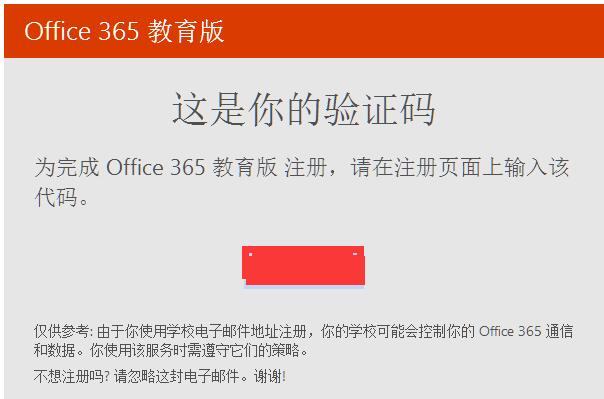 Office 365 教育版
这是你的验证码
为完成 Office 365 教育版 注册，请在注册页面上输入该
代码。
仅供参考: 由于你使用学校电子邮件地址注册，你的学校可能会控制你的 Office 365 通信
和数据。你使用该服务时需遵守它们的策略。
不想注册吗? 请忽略这封电子邮件。谢谢!